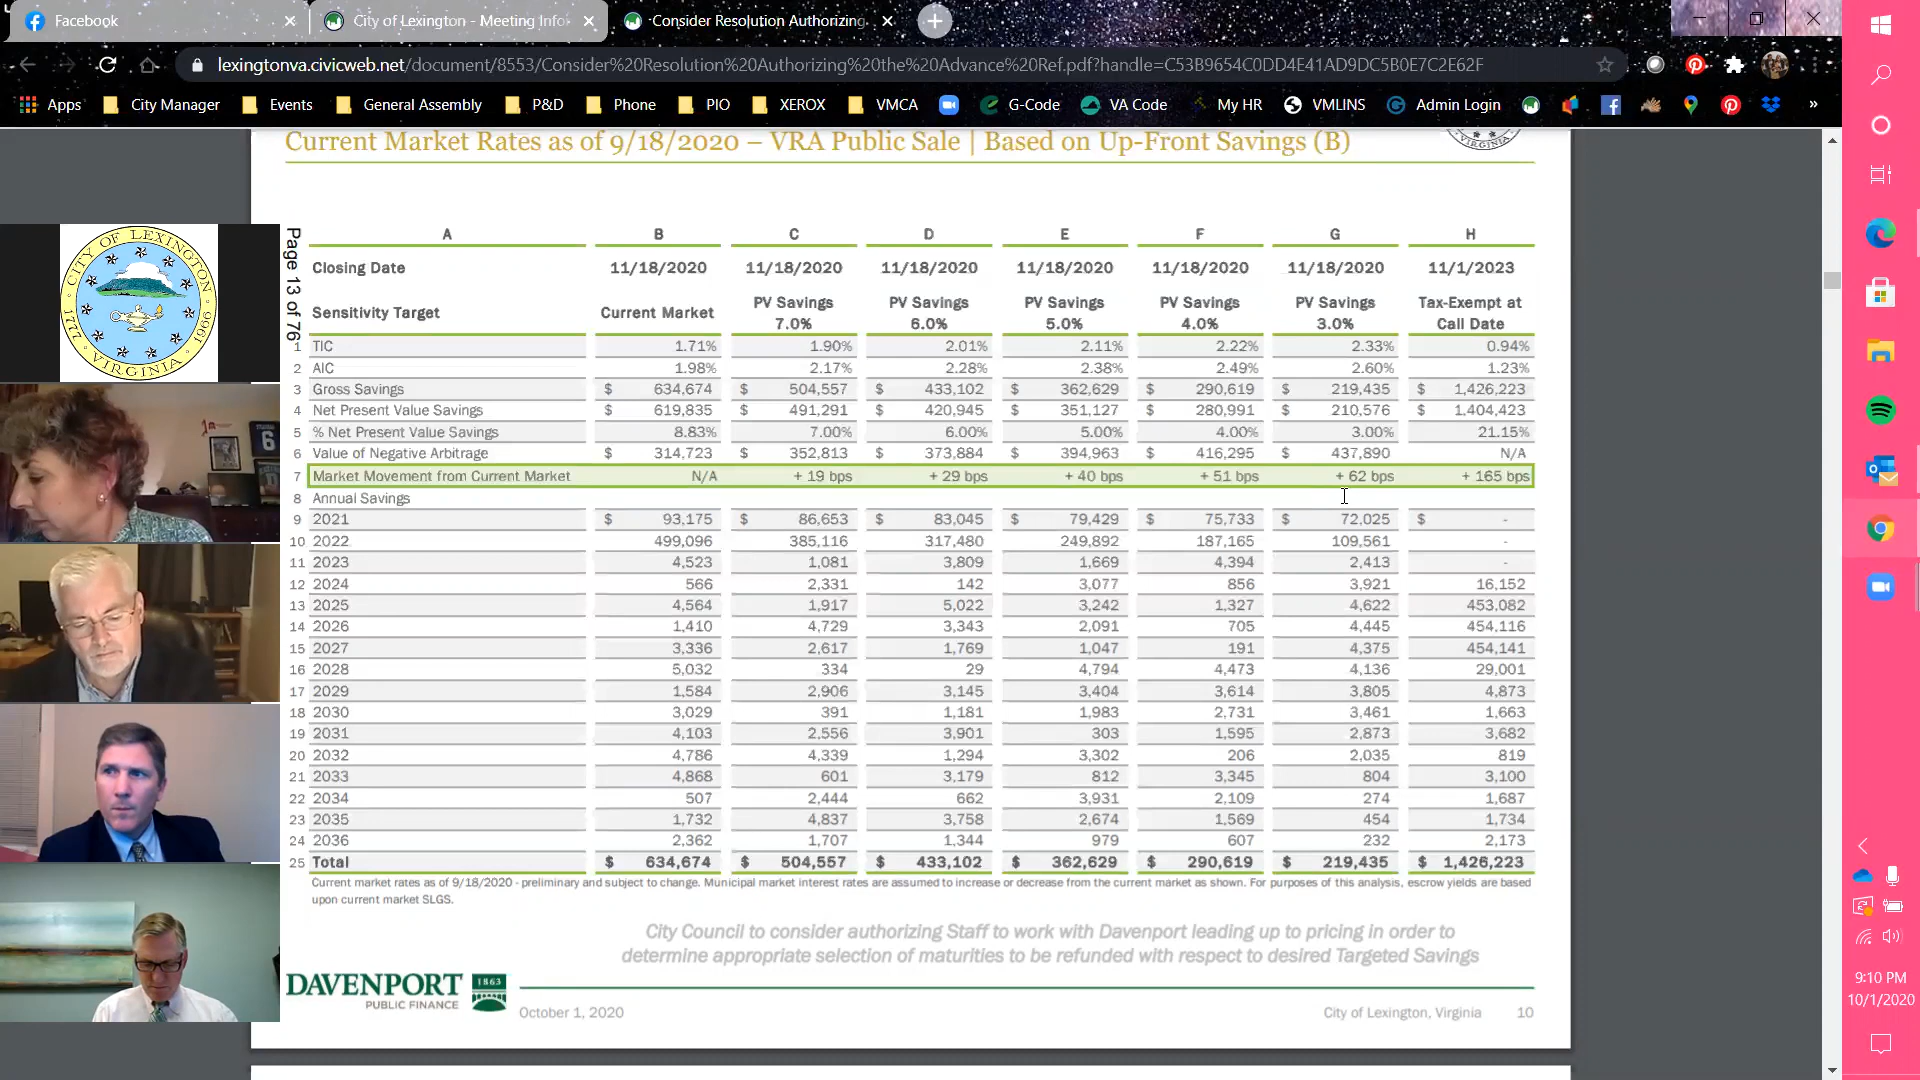 Facebook
City of Lexington - Meeting Info
Consider Resolution Authorizing
lexingtonva.civicweb.net/document/8553/Consider%20Resolution%20Authorizing%20the%20Advance%20Ref.pdf?handle=C53B9654C0DD4E41AD9DC5B0E7C2E62F
Apps City Manager Events General Assembly P&D Phone PIO XEROX VMCA G-Code VA Code My HR VMLINS Admin Login »
Current Market Rates as of 9/18/2020 – VRA Public Sale | Based on Up-Front Savings (B)
VIRGINIA
CITY OF LEXINGTON
1777 VIRGINIA 1966
Page 13 of 76
A B C D E F G H
Closing Date 11/18/2020 11/18/2020 11/18/2020 11/18/2020 11/18/2020 11/18/2020 11/1/2023
Sensitivity Target Current Market PV Savings 7.0% PV Savings 6.0% PV Savings 5.0% PV Savings 4.0% PV Savings 3.0% Tax-Exempt at Call Date
1 TIC 1.71% 1.90% 2.01% 2.11% 2.22% 2.33% 0.94%
2 AIC 1.98% 2.17% 2.28% 2.38% 2.49% 2.60% 1.23%
3 Gross Savings $ 634,674 $ 504,557 $ 433,102 $ 362,629 $ 290,619 $ 219,435 $ 1,426,223
4 Net Present Value Savings $ 619,835 $ 491,291 $ 420,945 $ 351,127 $ 280,991 $ 210,576 $ 1,404,423
5 % Net Present Value Savings 8.83% 7.00% 6.00% 5.00% 4.00% 3.00% 21.15%
6 Value of Negative Arbitrage $ 314,723 $ 352,813 $ 373,884 $ 394,963 $ 416,295 $ 437,890 N/A
7 Market Movement from Current Market N/A + 19 bps + 29 bps + 40 bps + 51 bps + 62 bps + 165 bps
8 Annual Savings
9 2021 $ 93,175 $ 86,653 $ 83,045 $ 79,429 $ 75,733 $ 72,025 $ -
10 2022 499,096 385,116 317,480 249,892 187,165 109,561 -
11 2023 4,523 1,081 3,809 1,669 4,394 2,413 -
12 2024 566 2,331 142 3,077 856 3,921 16,152
13 2025 4,564 1,917 5,022 3,242 1,327 4,622 453,082
14 2026 1,410 4,729 3,343 2,091 705 4,445 454,116
15 2027 3,336 2,617 1,769 1,047 191 4,375 454,141
16 2028 5,032 334 29 4,794 4,473 4,136 29,001
17 2029 1,584 2,906 3,145 3,404 3,614 3,805 4,873
18 2030 3,029 391 1,181 1,983 2,731 3,461 1,663
19 2031 4,103 2,556 3,901 303 1,595 2,873 3,682
20 2032 4,786 4,339 1,294 3,302 206 2,035 819
21 2033 4,868 601 3,179 812 3,345 804 3,100
22 2034 507 2,444 662 3,931 2,109 274 1,687
23 2035 1,732 4,837 3,758 2,674 1,569 454 1,734
24 2036 2,362 1,707 1,344 979 607 232 2,173
25 Total $ 634,674 $ 504,557 $ 433,102 $ 362,629 $ 290,619 $ 219,435 $ 1,426,223
Current market rates as of 9/18/2020 - preliminary and subject to change. Municipal market interest rates are assumed to increase or decrease from the current market as shown. For purposes of this analysis, escrow yields are based
upon current market SLGS.
City Council to consider authorizing Staff to work with Davenport leading up to pricing in order to
determine appropriate selection of maturities to be refunded with respect to desired Targeted Savings
DAVENPORT 1863
PUBLIC FINANCE
October 1, 2020
City of Lexington, Virginia 10
6
9:10 PM
10/1/2020